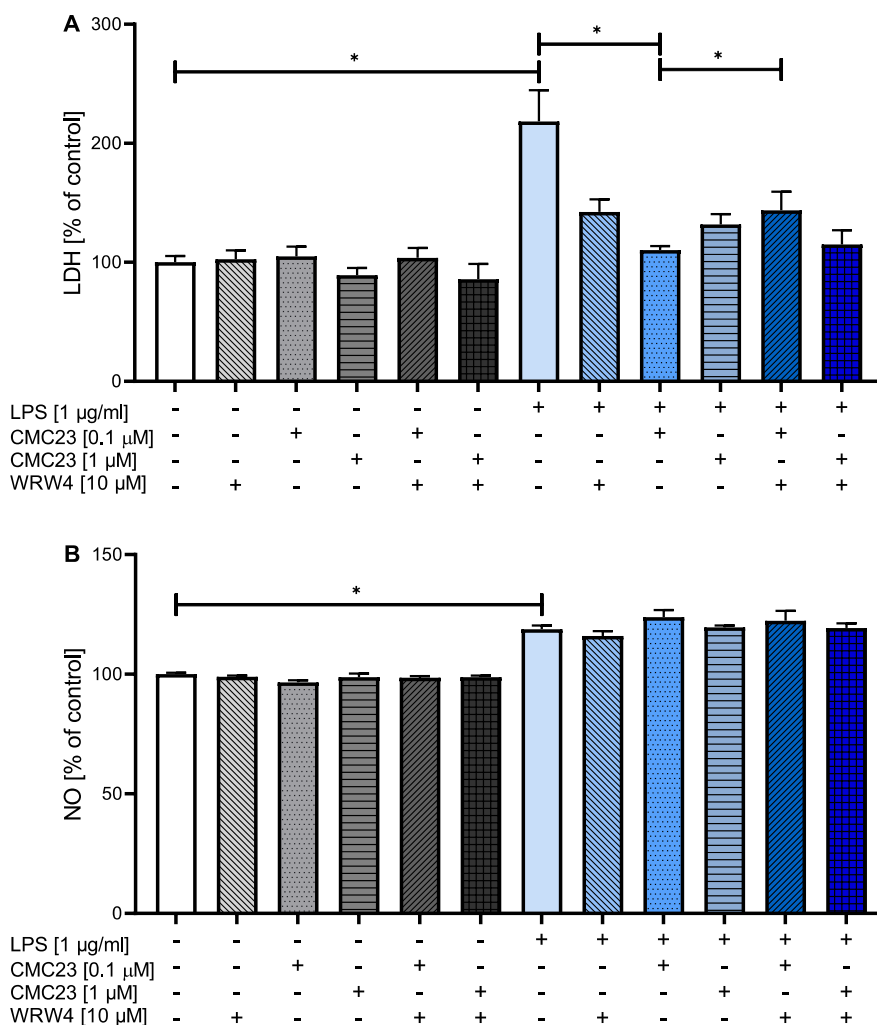 A
300
200
100
0
LDH [% of control]
* * *
LPS [1 µg/ml] - - - - - - + + + + + +
CMC23 [0.1 µM] - - + - + - - - + - + -
CMC23 [1 µM] - - - + - + - - - + - +
WRW4 [10 µM] - + - - + + - + - - + +
B
150
100
50
0
NO [% of control]
*
LPS [1 µg/ml] - - - - - - + + + + + +
CMC23 [0.1 µM] - - + - + - - - + - + -
CMC23 [1 µM] - - - + - + - - - + - +
WRW4 [10 µM] - + - - + + - + - - + +